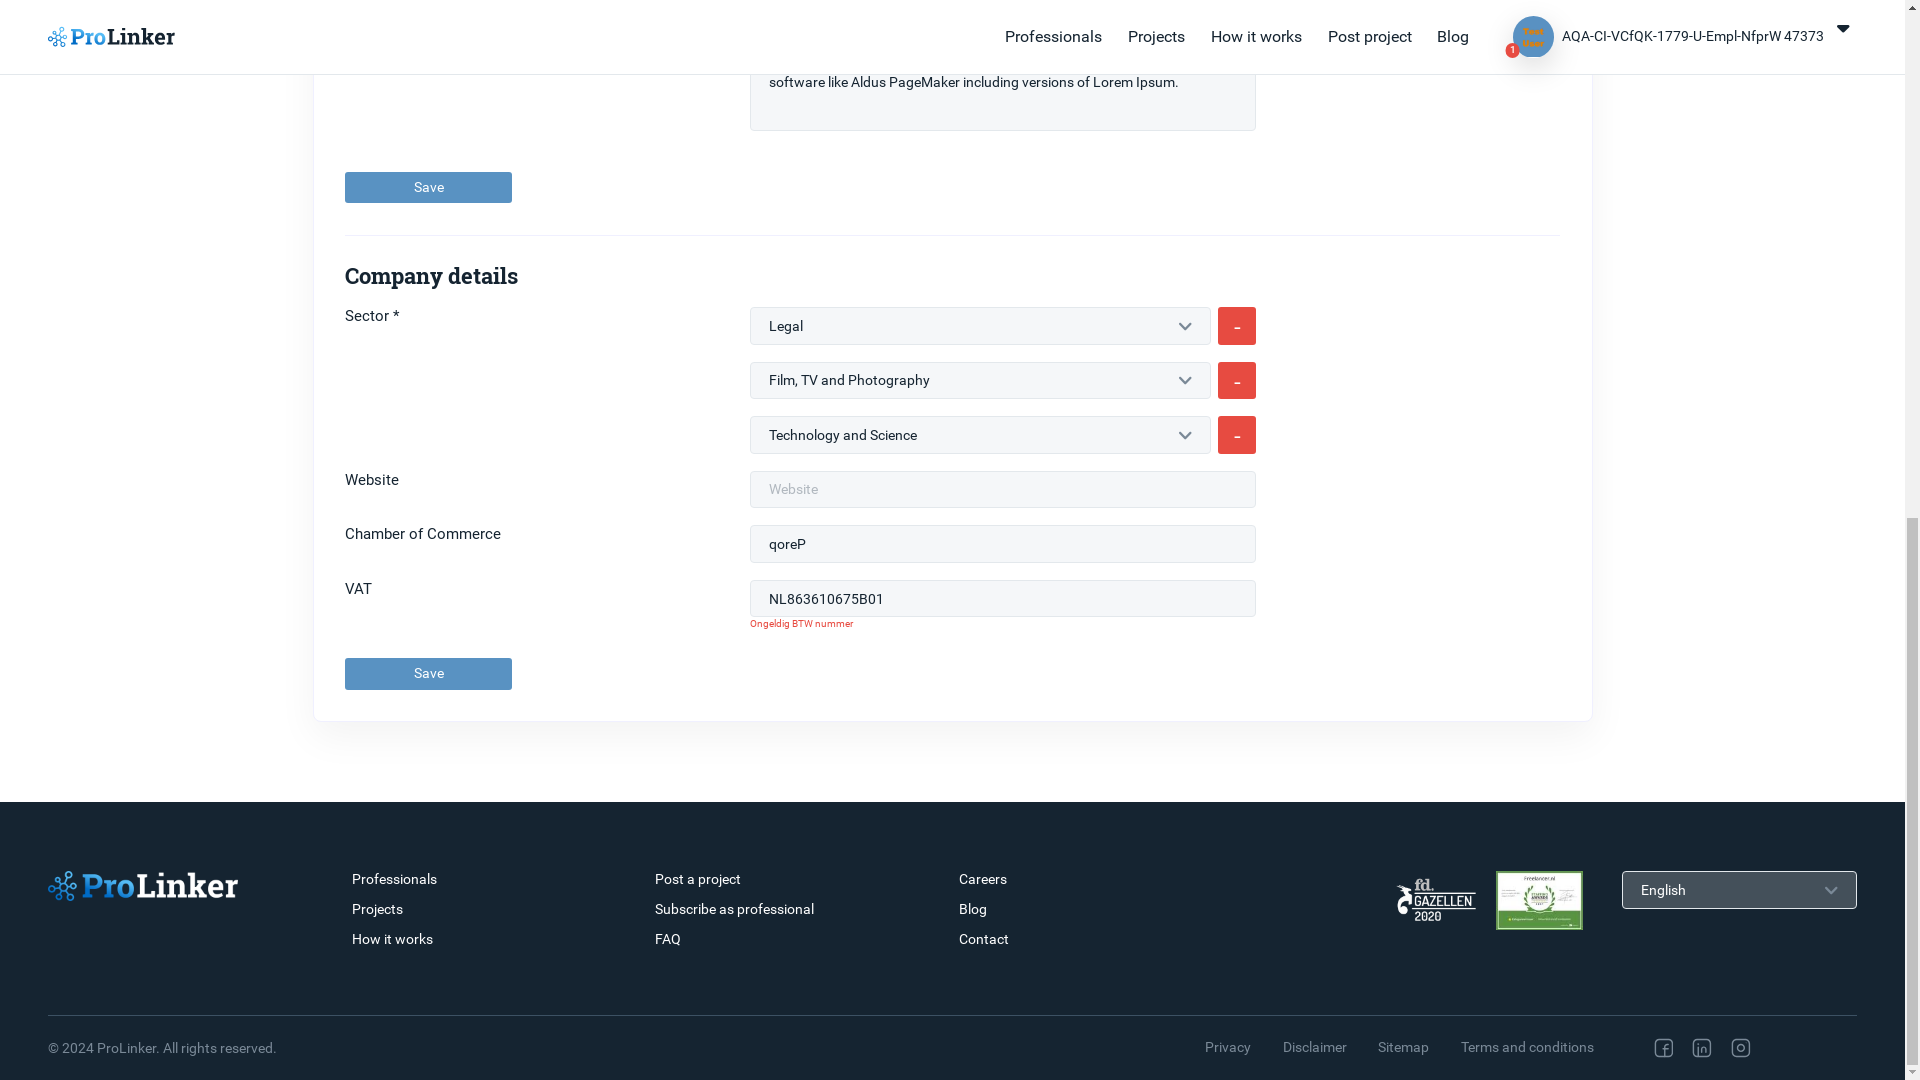 ProLinker
Professionals
Projects
How it works
Post project
Blog
1
AQA-CI-VCfQK-1779-U-Empl-NfprW 47373
software like Aldus PageMaker including versions of Lorem Ipsum.
Save
Company details
Sector *
Legal
-
Film, TV and Photography
-
Technology and Science
-
Website
Website
Chamber of Commerce
qoreP
VAT
NL863610675B01
Ongeldig BTW nummer
Save
ProLinker
Professionals
Projects
How it works
Post a project
Subscribe as professional
FAQ
Careers
Blog
Contact
fd.
GAZELLEN
2020
Freelancer.nl
English
© 2024 ProLinker. All rights reserved.
Privacy
Disclaimer
Sitemap
Terms and conditions